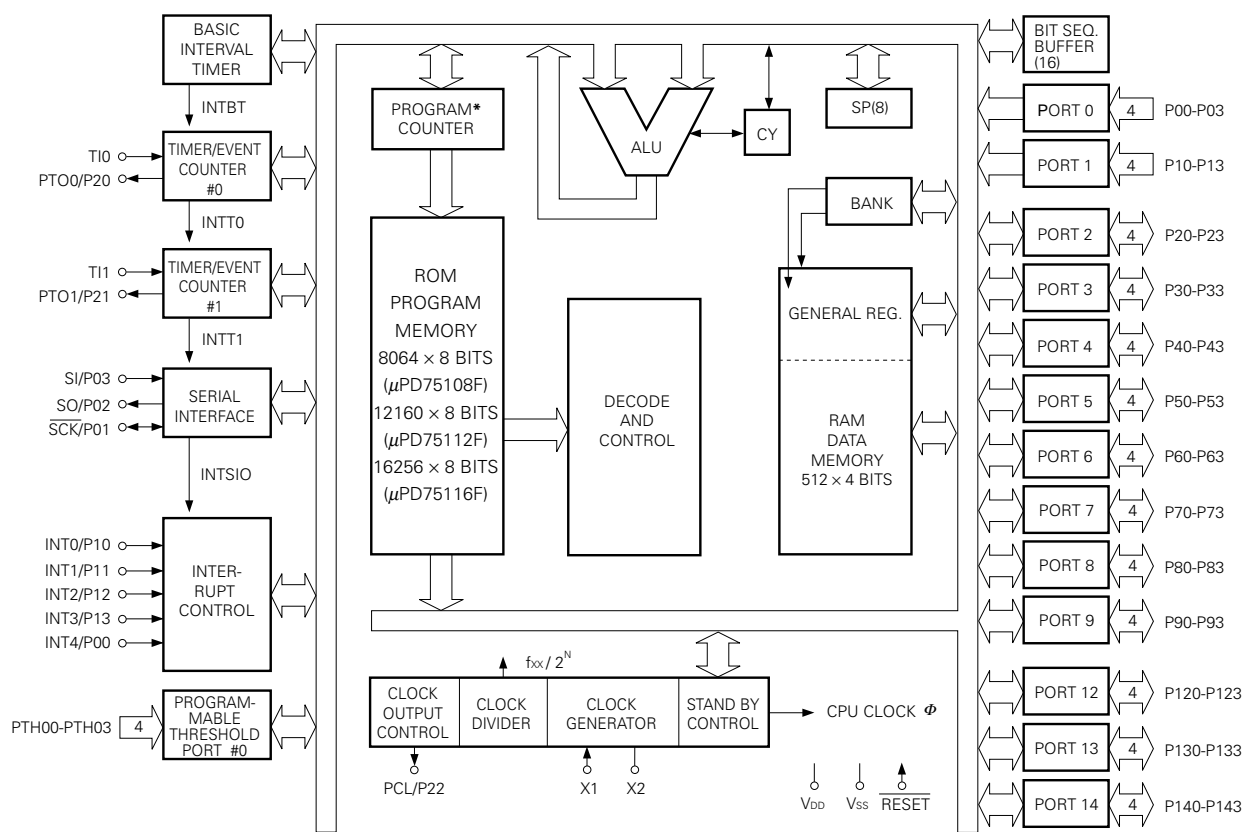 BASIC
INTERVAL
TIMER
INTBT
TI0
PTO0/P20
TIMER/EVENT
COUNTER
#0
INTT0
TI1
PTO1/P21
TIMER/EVENT
COUNTER
#1
INTT1
SI/P03
SO/P02
SCK/P01
SERIAL
INTERFACE
INTSIO
INT0/P10
INT1/P11
INT2/P12
INT3/P13
INT4/P00
INTER-
RUPT
CONTROL
PTH00-PTH03
4
PROGRAM-
MABLE
THRESHOLD
PORT #0
PROGRAM*
COUNTER
ALU
CY
SP(8)
BANK
ROM
PROGRAM
MEMORY
8064 × 8 BITS
(μPD75108F)
12160 × 8 BITS
(μPD75112F)
16256 × 8 BITS
(μPD75116F)
DECODE
AND
CONTROL
GENERAL REG.
RAM
DATA
MEMORY
512 × 4 BITS
fxx / 2^N
CLOCK
OUTPUT
CONTROL
CLOCK
DIVIDER
CLOCK
GENERATOR
STAND BY
CONTROL
CPU CLOCK Φ
PCL/P22
X1
X2
VDD
VSS
RESET
BIT SEQ.
BUFFER
(16)
PORT 0
4
P00-P03
PORT 1
4
P10-P13
PORT 2
4
P20-P23
PORT 3
4
P30-P33
PORT 4
4
P40-P43
PORT 5
4
P50-P53
PORT 6
4
P60-P63
PORT 7
4
P70-P73
PORT 8
4
P80-P83
PORT 9
4
P90-P93
PORT 12
4
P120-P123
PORT 13
4
P130-P133
PORT 14
4
P140-P143